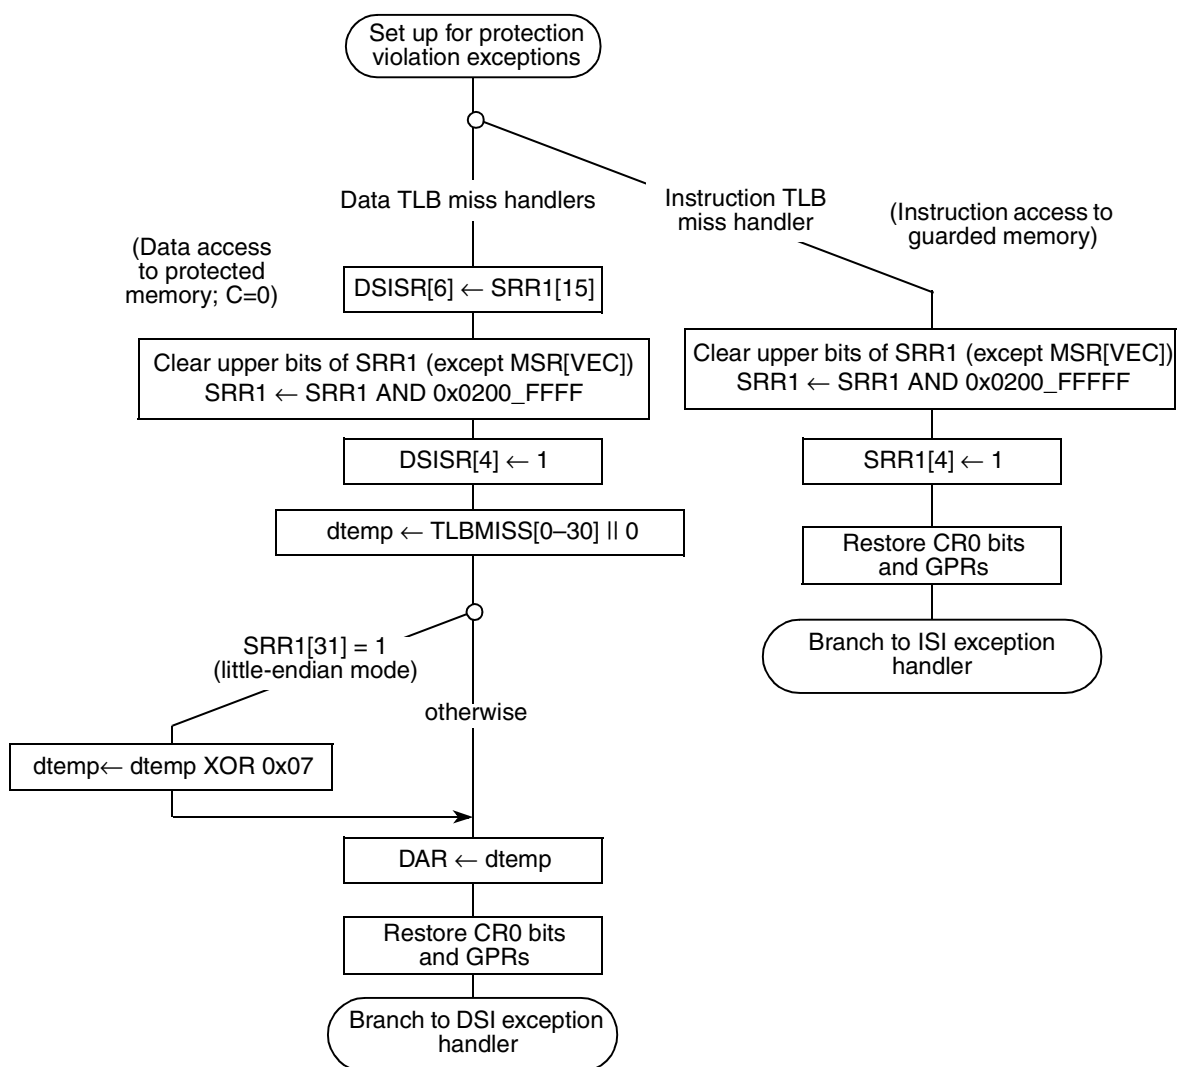 Set up for protection
violation exceptions
Data TLB miss handlers
Instruction TLB
miss handler
(Instruction access to
guarded memory)
(Data access
to protected
memory; C=0)
DSISR[6] ← SRR1[15]
Clear upper bits of SRR1 (except MSR[VEC])
SRR1 ← SRR1 AND 0x0200_FFFF
Clear upper bits of SRR1 (except MSR[VEC])
SRR1 ← SRR1 AND 0x0200_FFFFF
DSISR[4] ← 1
SRR1[4] ← 1
dtemp ← TLBMISS[0–30] || 0
Restore CR0 bits
and GPRs
SRR1[31] = 1
(little-endian mode)
Branch to ISI exception
handler
otherwise
dtemp← dtemp XOR 0x07
DAR ← dtemp
Restore CR0 bits
and GPRs
Branch to DSI exception
handler